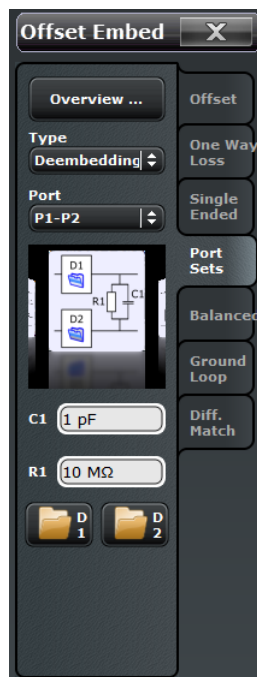 Offset Embed X
Overview ...
Type
Deembedding
Port
P1-P2
D1
R1 C1
D2
C1 1 pF
R1 10 MΩ
D 1
D 2
Offset
One Way
Loss
Single
Ended
Port
Sets
Balanced
Ground
Loop
Diff.
Match